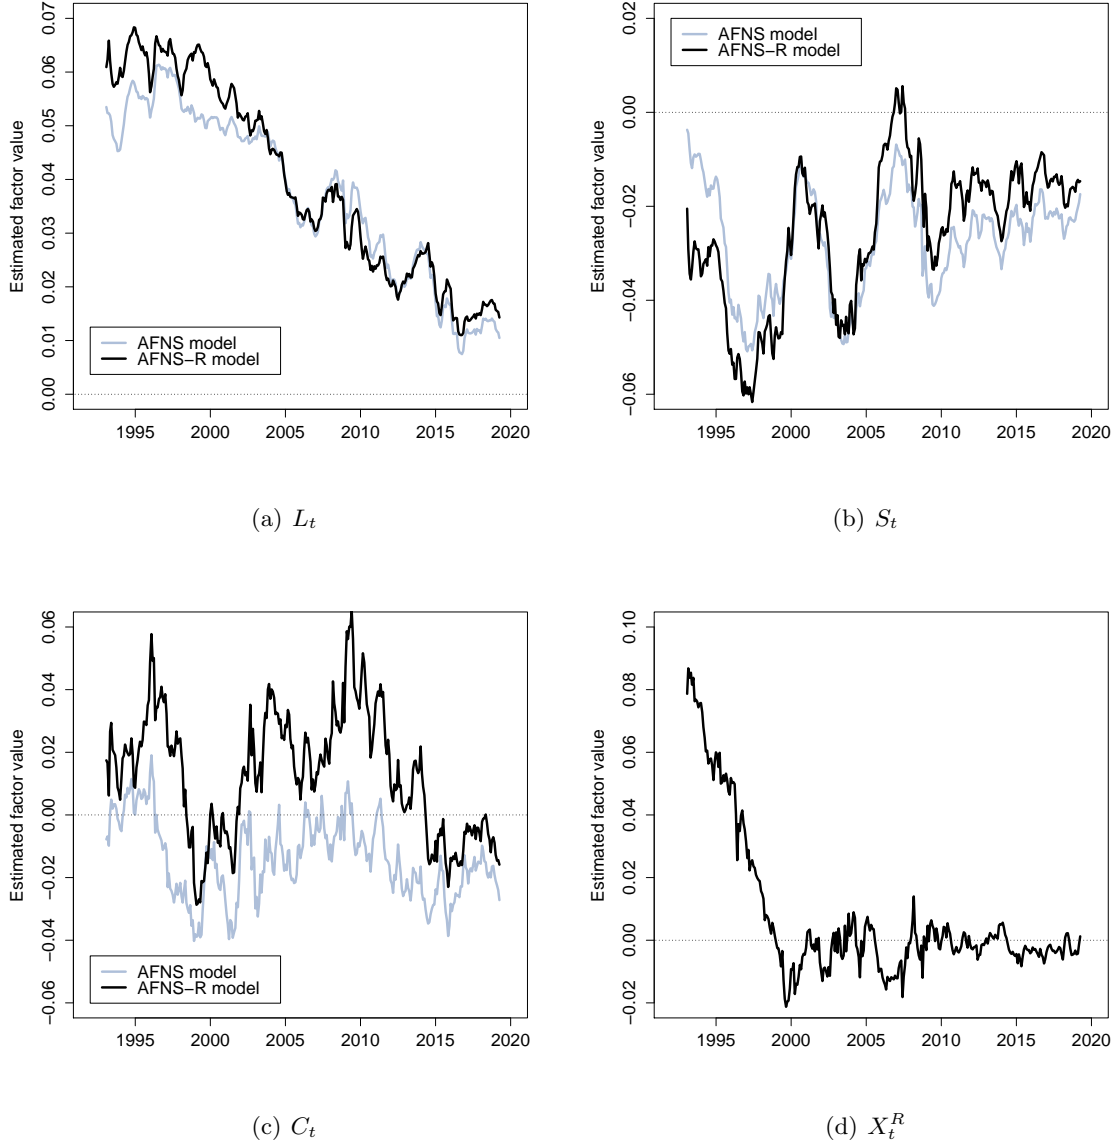 0.00 0.01 0.02 0.03 0.04 0.05 0.06 0.07
Estimated factor value
AFNS model
AFNS−R model
1995 2000 2005 2010 2015 2020
(a) L_t
−0.06 −0.04 −0.02 0.00 0.02
Estimated factor value
AFNS model
AFNS−R model
1995 2000 2005 2010 2015 2020
(b) S_t
−0.06 −0.04 −0.02 0.00 0.02 0.04 0.06
Estimated factor value
AFNS model
AFNS−R model
1995 2000 2005 2010 2015 2020
(c) C_t
−0.02 0.00 0.02 0.04 0.06 0.08 0.10
Estimated factor value
1995 2000 2005 2010 2015 2020
(d) X_t^R